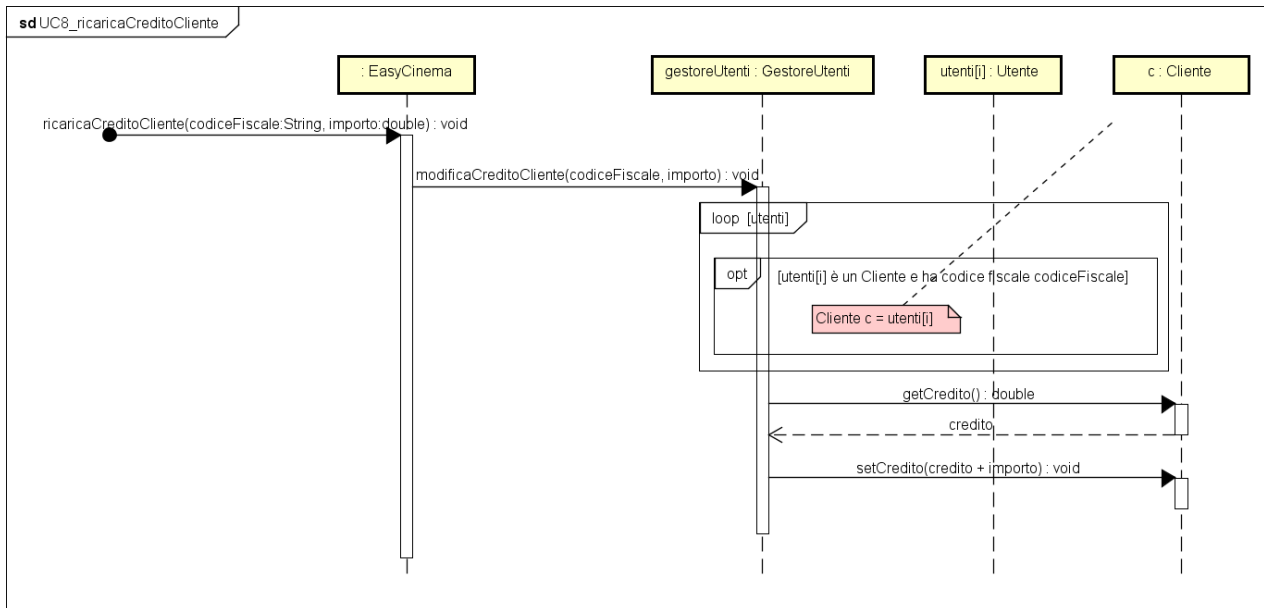 sd UC8_ricaricaCreditoCliente
: EasyCinema
gestoreUtenti : GestoreUtenti
utenti[i] : Utente
c : Cliente
ricaricaCreditoCliente(codiceFiscale:String, importo:double) : void
modificaCreditoCliente(codiceFiscale, importo) : void
loop [utenti]
opt [utenti[i] è un Cliente e ha codice fiscale codiceFiscale]
Cliente c = utenti[i]
getCredito() : double
credito
setCredito(credito + importo) : void